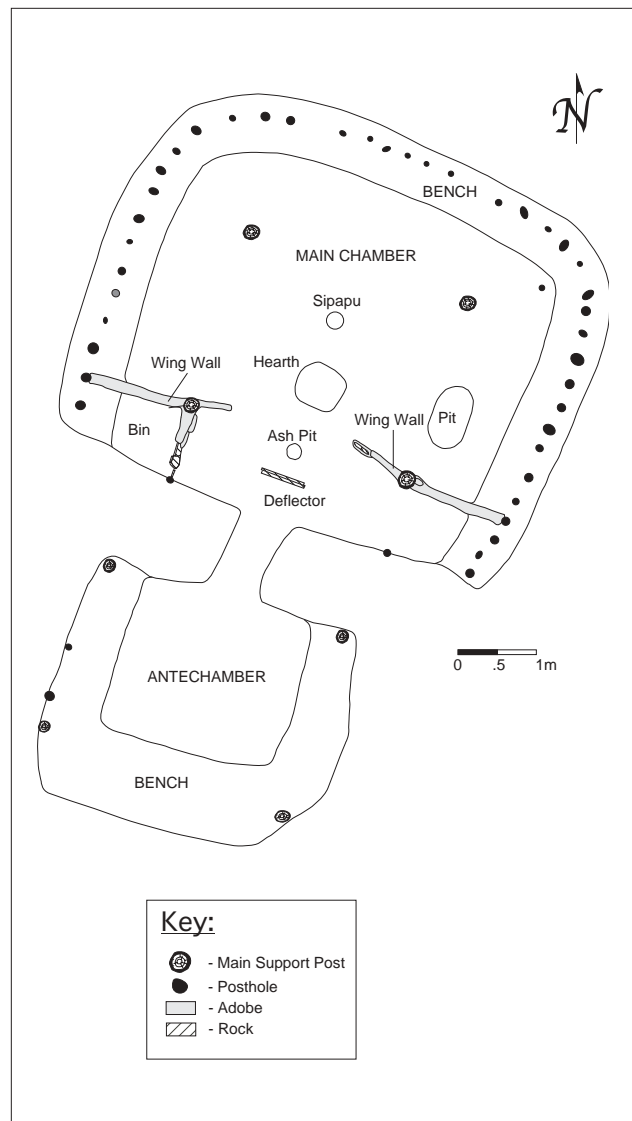 N
BENCH
MAIN CHAMBER
Sipapu
Hearth
Wing Wall
Wing Wall
Pit
Bin
Ash Pit
Deflector
0 .5 1m
ANTECHAMBER
BENCH
Key:
- Main Support Post
- Posthole
- Adobe
- Rock